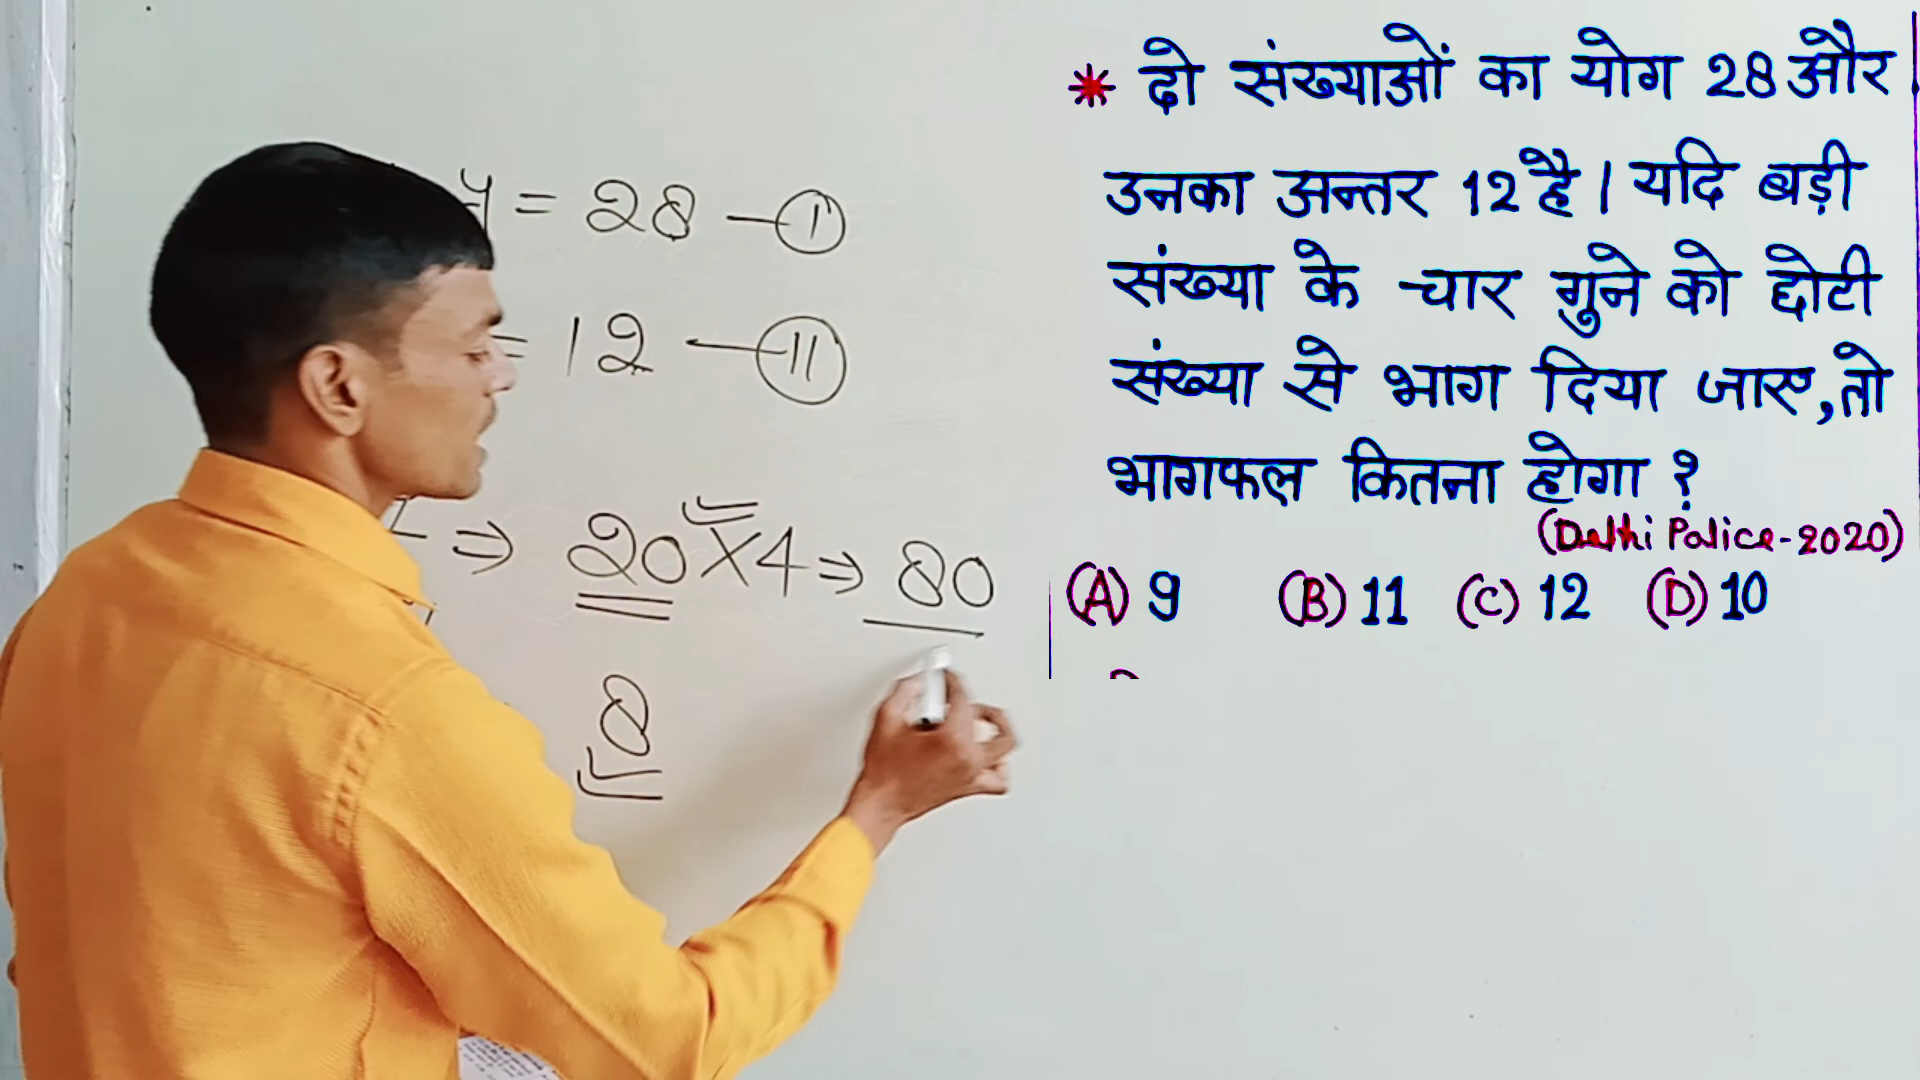 y = 28 — I
= 12 — II
⇒ 20 × 4 ⇒ 80
8
* दो संख्याओं का योग 28 और
उनका अन्तर 12 है। यदि बड़ी
संख्या के चार गुने को छोटी
संख्या से भाग दिया जाए, तो
भागफल कितना होगा ?
(Delhi Police-2020)
(A) 9 (B) 11 (C) 12 (D) 10